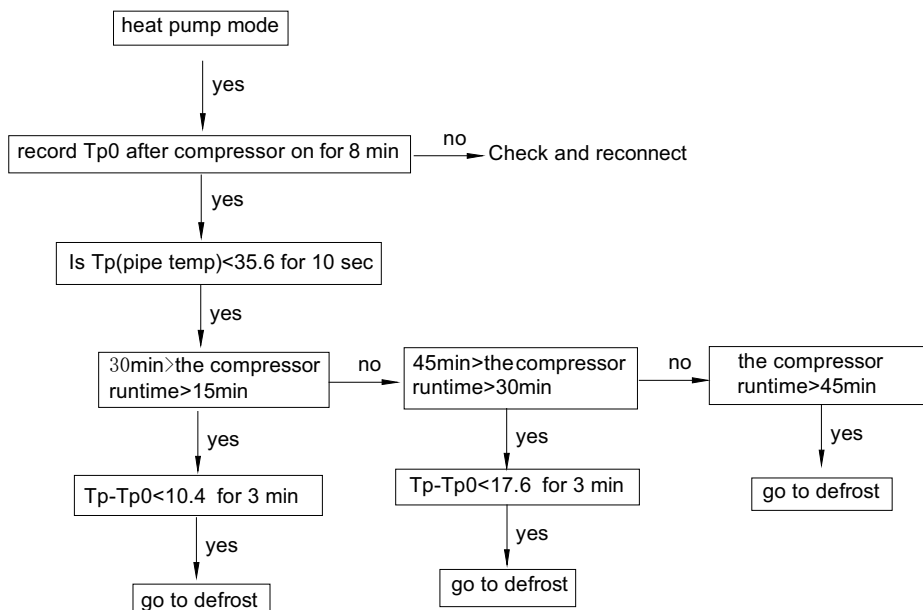 heat pump mode
yes
record Tp0 after compressor on for 8 min
no
Check and reconnect
yes
Is Tp(pipe temp)<35.6 for 10 sec
yes
30min>the compressor
runtime>15min
no
45min>the compressor
runtime>30min
no
the compressor
runtime>45min
yes
yes
yes
Tp-Tp0<10.4 for 3 min
Tp-Tp0<17.6 for 3 min
go to defrost
yes
yes
go to defrost
go to defrost